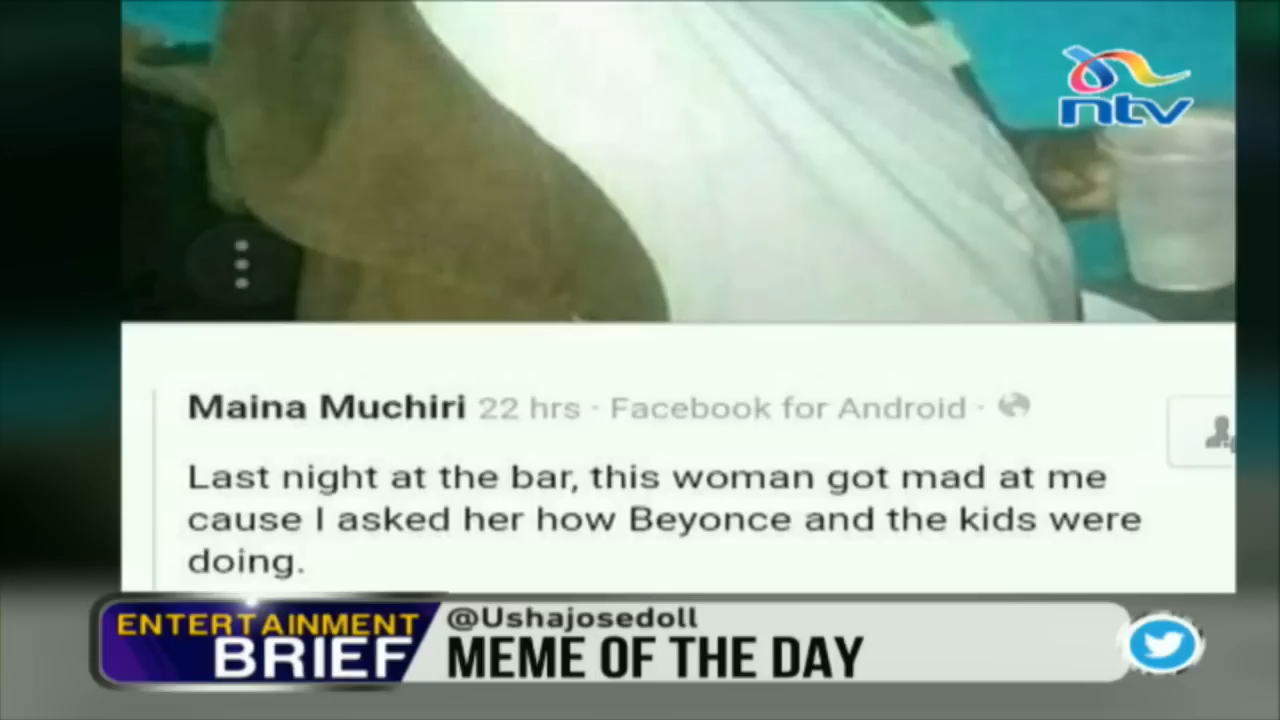 ntv
Maina Muchiri 22 hrs · Facebook for Android ·
Last night at the bar, this woman got mad at me
cause I asked her how Beyonce and the kids were
doing.
ENTERTAINMENT
BRIEF
@Ushajosedoll
MEME OF THE DAY